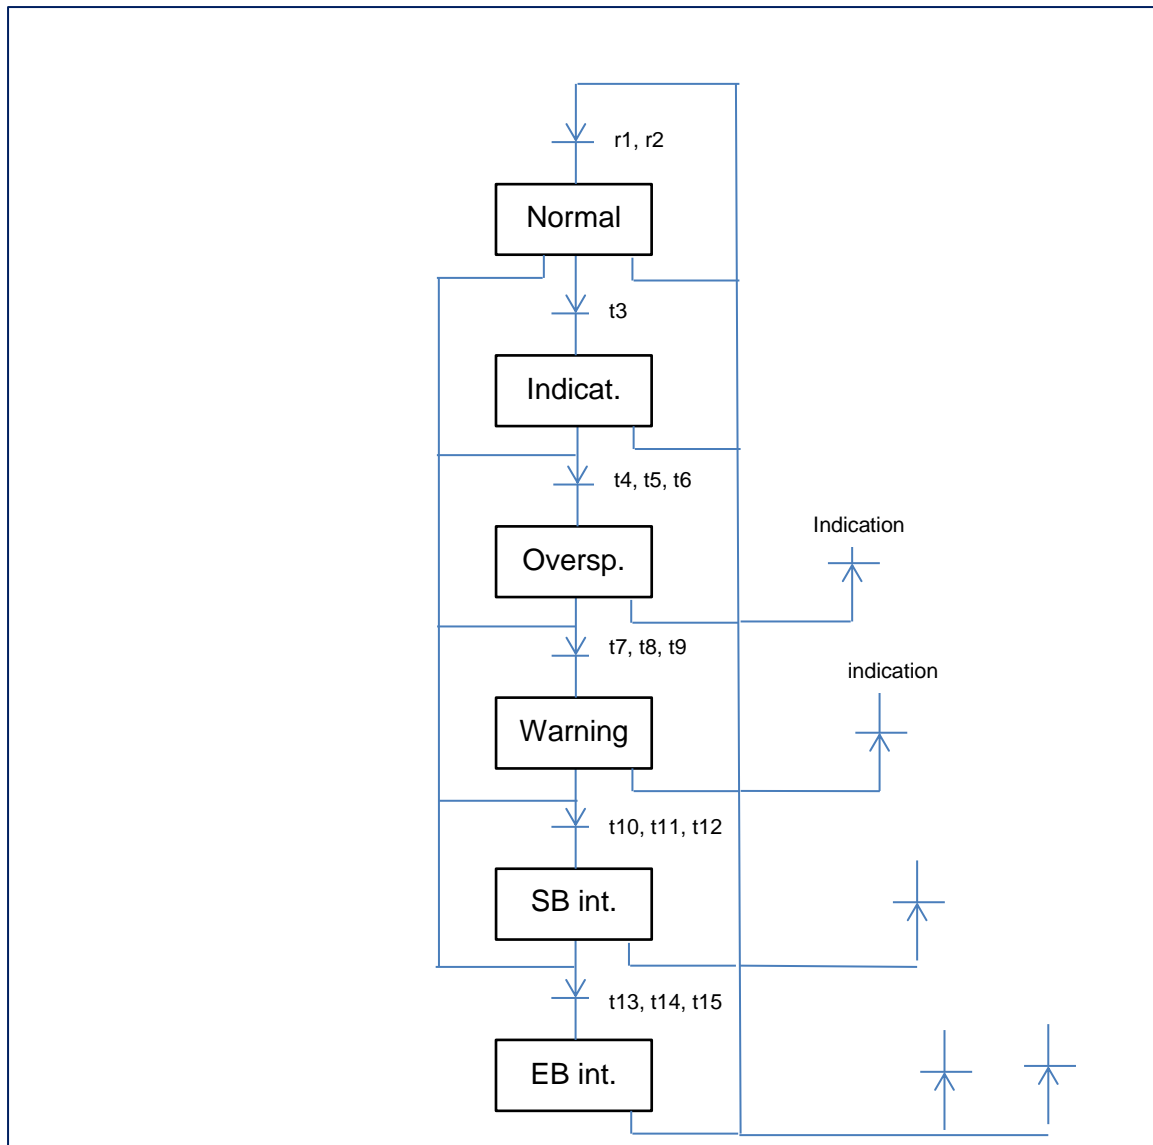 r1, r2
Normal
t3
Indicat.
t4, t5, t6
Indication
Oversp.
t7, t8, t9
indication
Warning
t10, t11, t12
SB int.
t13, t14, t15
EB int.